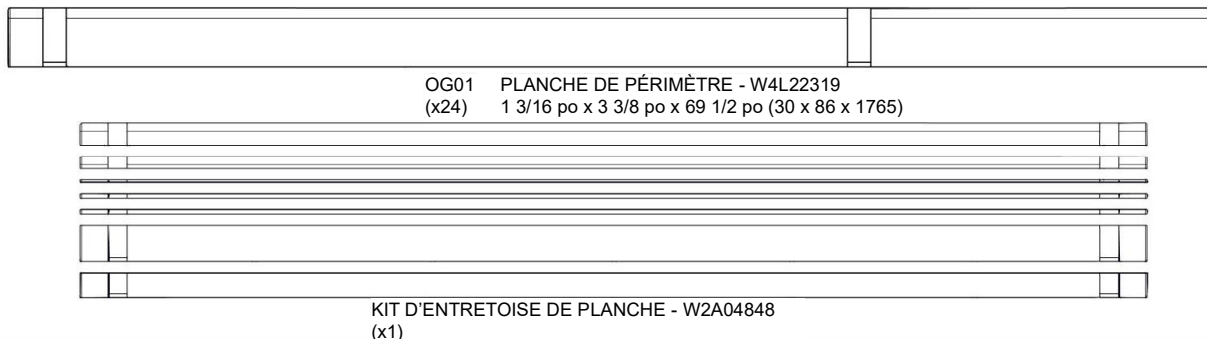 OG01 PLANCHE DE PÉRIMÈTRE - W4L22319
(x24) 1 3/16 po x 3 3/8 po x 69 1/2 po (30 x 86 x 1765)
KIT D'ENTRETOISE DE PLANCHE - W2A04848
(x1)